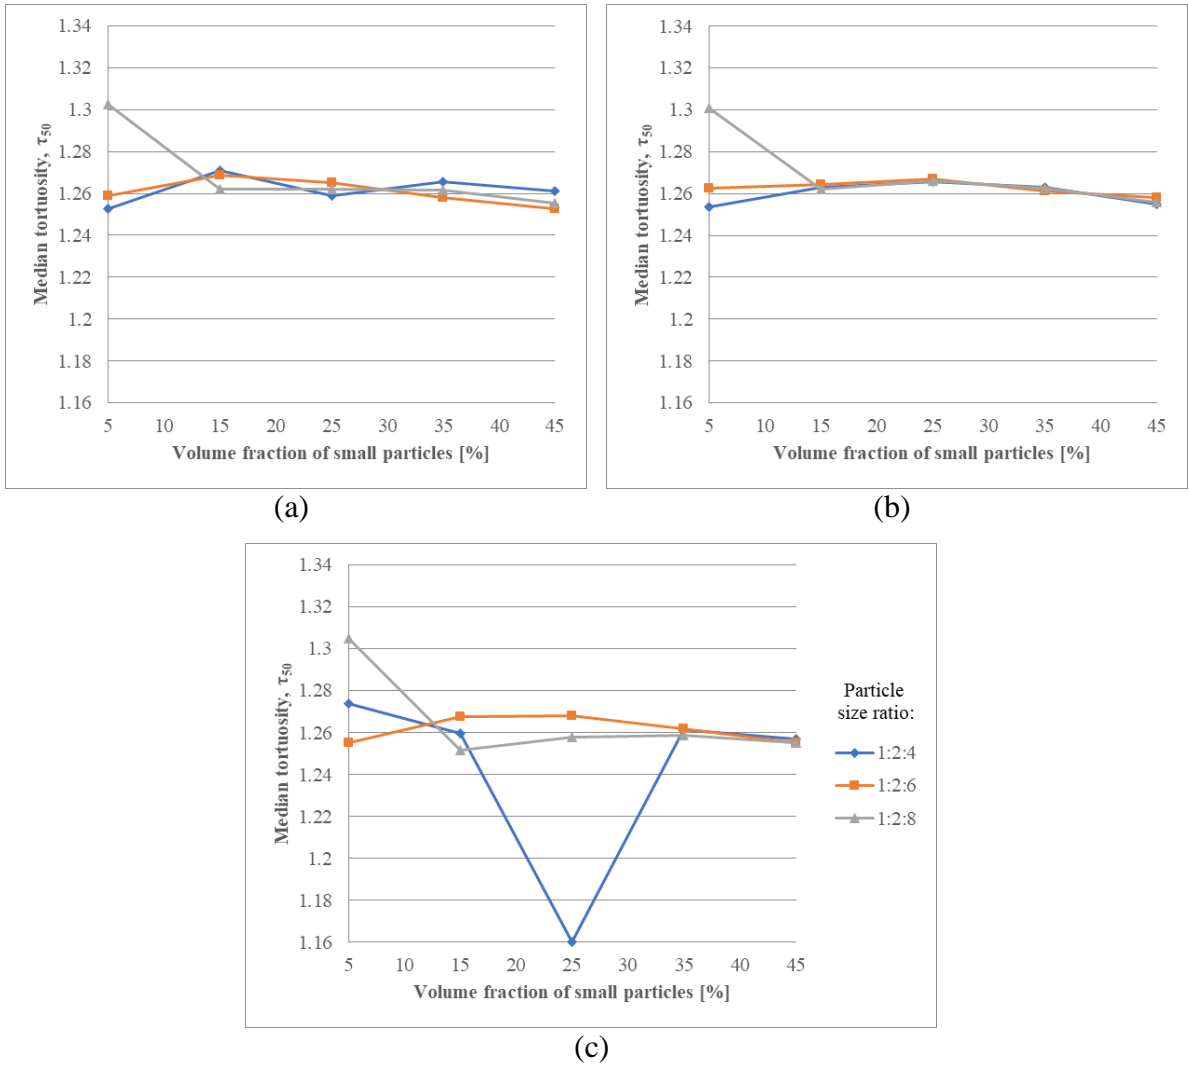 1.34
1.32
1.3
1.28
1.26
1.24
1.22
1.2
1.18
1.16
Median tortuosity, τ50
5 10 15 20 25 30 35 40 45
Volume fraction of small particles [%]
(a)
1.34
1.32
1.3
1.28
1.26
1.24
1.22
1.2
1.18
1.16
Median tortuosity, τ50
5 10 15 20 25 30 35 40 45
Volume fraction of small particles [%]
(b)
1.34
1.32
1.3
1.28
1.26
1.24
1.22
1.2
1.18
1.16
Median tortuosity, τ50
5 10 15 20 25 30 35 40 45
Volume fraction of small particles [%]
Particle
size ratio:
1:2:4
1:2:6
1:2:8
(c)